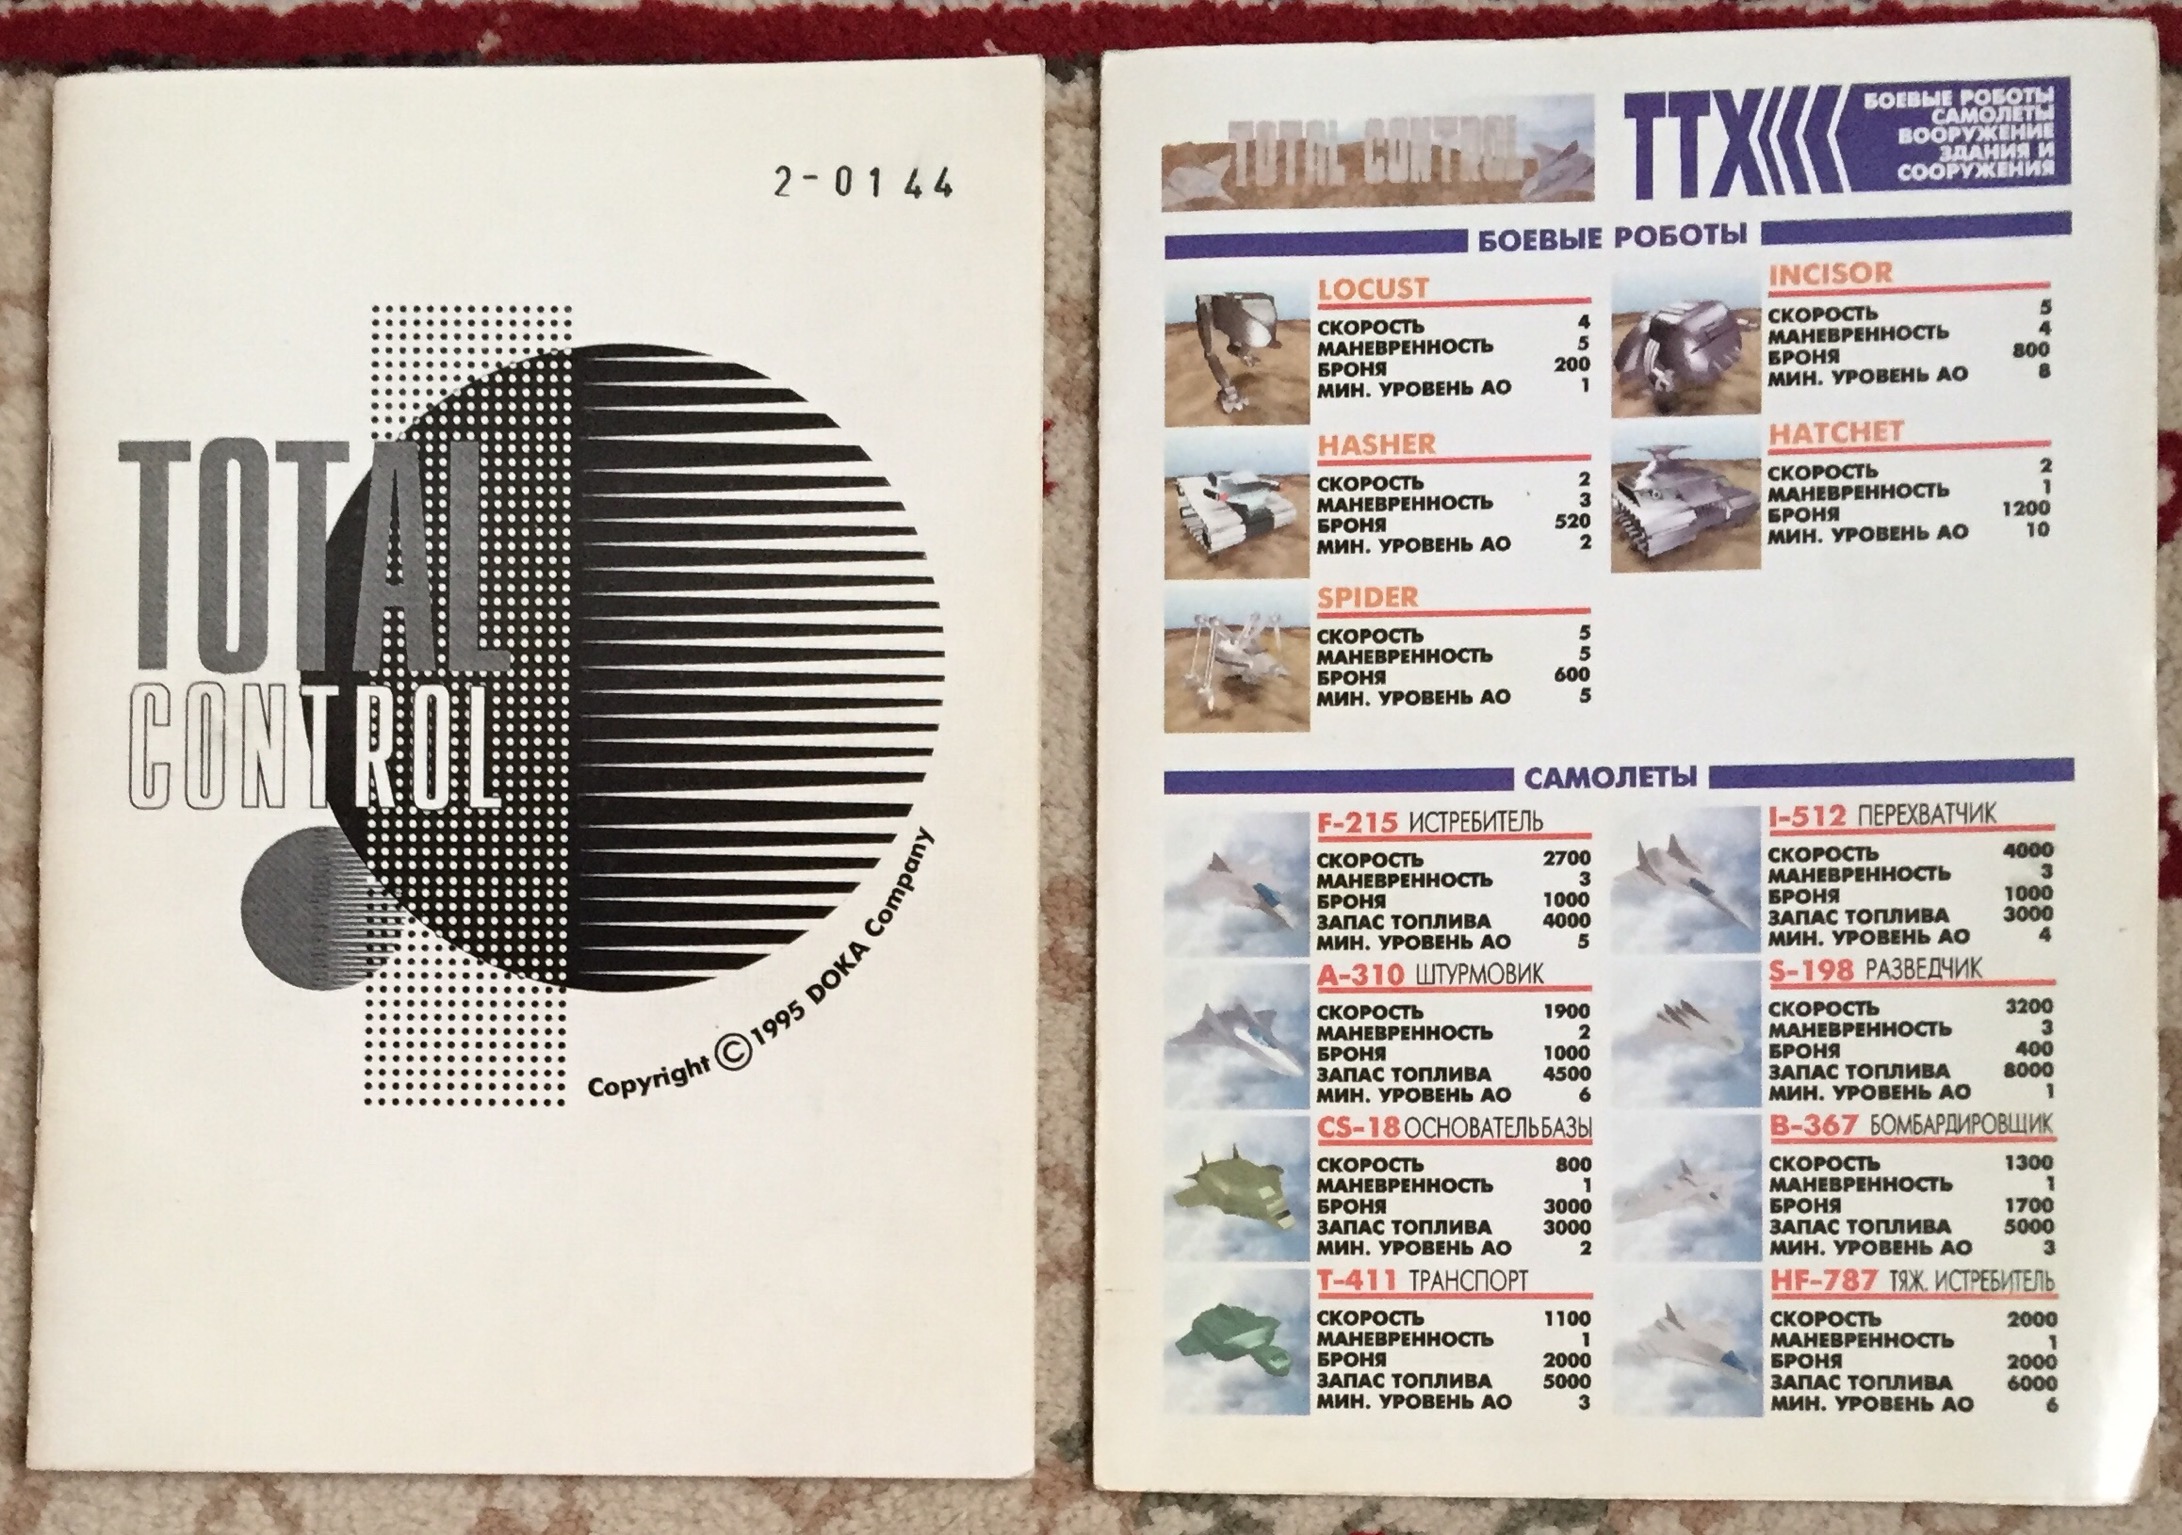 2-0144
TOTAL
CONTROL
Copyright © 1995 DOKA Company
TOTAL CONTROL
ТТХ
БОЕВЫЕ РОБОТЫ
САМОЛЕТЫ
ВООРУЖЕНИЕ
ЗДАНИЯ И
СООРУЖЕНИЯ
БОЕВЫЕ РОБОТЫ
LOCUST
СКОРОСТЬ 4
МАНЕВРЕННОСТЬ 5
БРОНЯ 200
МИН. УРОВЕНЬ АО 1
INCISOR
СКОРОСТЬ 5
МАНЕВРЕННОСТЬ 4
БРОНЯ 800
МИН. УРОВЕНЬ АО 8
HASHER
СКОРОСТЬ 2
МАНЕВРЕННОСТЬ 3
БРОНЯ 520
МИН. УРОВЕНЬ АО 2
HATCHET
СКОРОСТЬ 2
МАНЕВРЕННОСТЬ 1
БРОНЯ 1200
МИН. УРОВЕНЬ АО 10
SPIDER
СКОРОСТЬ 5
МАНЕВРЕННОСТЬ 5
БРОНЯ 600
МИН. УРОВЕНЬ АО 5
САМОЛЕТЫ
F-215 ИСТРЕБИТЕЛЬ
СКОРОСТЬ 2700
МАНЕВРЕННОСТЬ 3
БРОНЯ 1000
ЗАПАС ТОПЛИВА 4000
МИН. УРОВЕНЬ АО 5
I-512 ПЕРЕХВАТЧИК
СКОРОСТЬ 4000
МАНЕВРЕННОСТЬ 3
БРОНЯ 1000
ЗАПАС ТОПЛИВА 3000
МИН. УРОВЕНЬ АО 4
A-310 ШТУРМОВИК
СКОРОСТЬ 1900
МАНЕВРЕННОСТЬ 2
БРОНЯ 1000
ЗАПАС ТОПЛИВА 4500
МИН. УРОВЕНЬ АО 6
S-198 РАЗВЕДЧИК
СКОРОСТЬ 3200
МАНЕВРЕННОСТЬ 3
БРОНЯ 400
ЗАПАС ТОПЛИВА 8000
МИН. УРОВЕНЬ АО 1
CS-18 ОСНОВАТЕЛЬ БАЗЫ
СКОРОСТЬ 800
МАНЕВРЕННОСТЬ 1
БРОНЯ 3000
ЗАПАС ТОПЛИВА 3000
МИН. УРОВЕНЬ АО 2
B-367 БОМБАРДИРОВЩИК
СКОРОСТЬ 1300
МАНЕВРЕННОСТЬ 1
БРОНЯ 1700
ЗАПАС ТОПЛИВА 5000
МИН. УРОВЕНЬ АО 3
T-411 ТРАНСПОРТ
СКОРОСТЬ 1100
МАНЕВРЕННОСТЬ 1
БРОНЯ 2000
ЗАПАС ТОПЛИВА 5000
МИН. УРОВЕНЬ АО 3
HF-787 ТЯЖ. ИСТРЕБИТЕЛЬ
СКОРОСТЬ 2000
МАНЕВРЕННОСТЬ 1
БРОНЯ 2000
ЗАПАС ТОПЛИВА 6000
МИН. УРОВЕНЬ АО 6